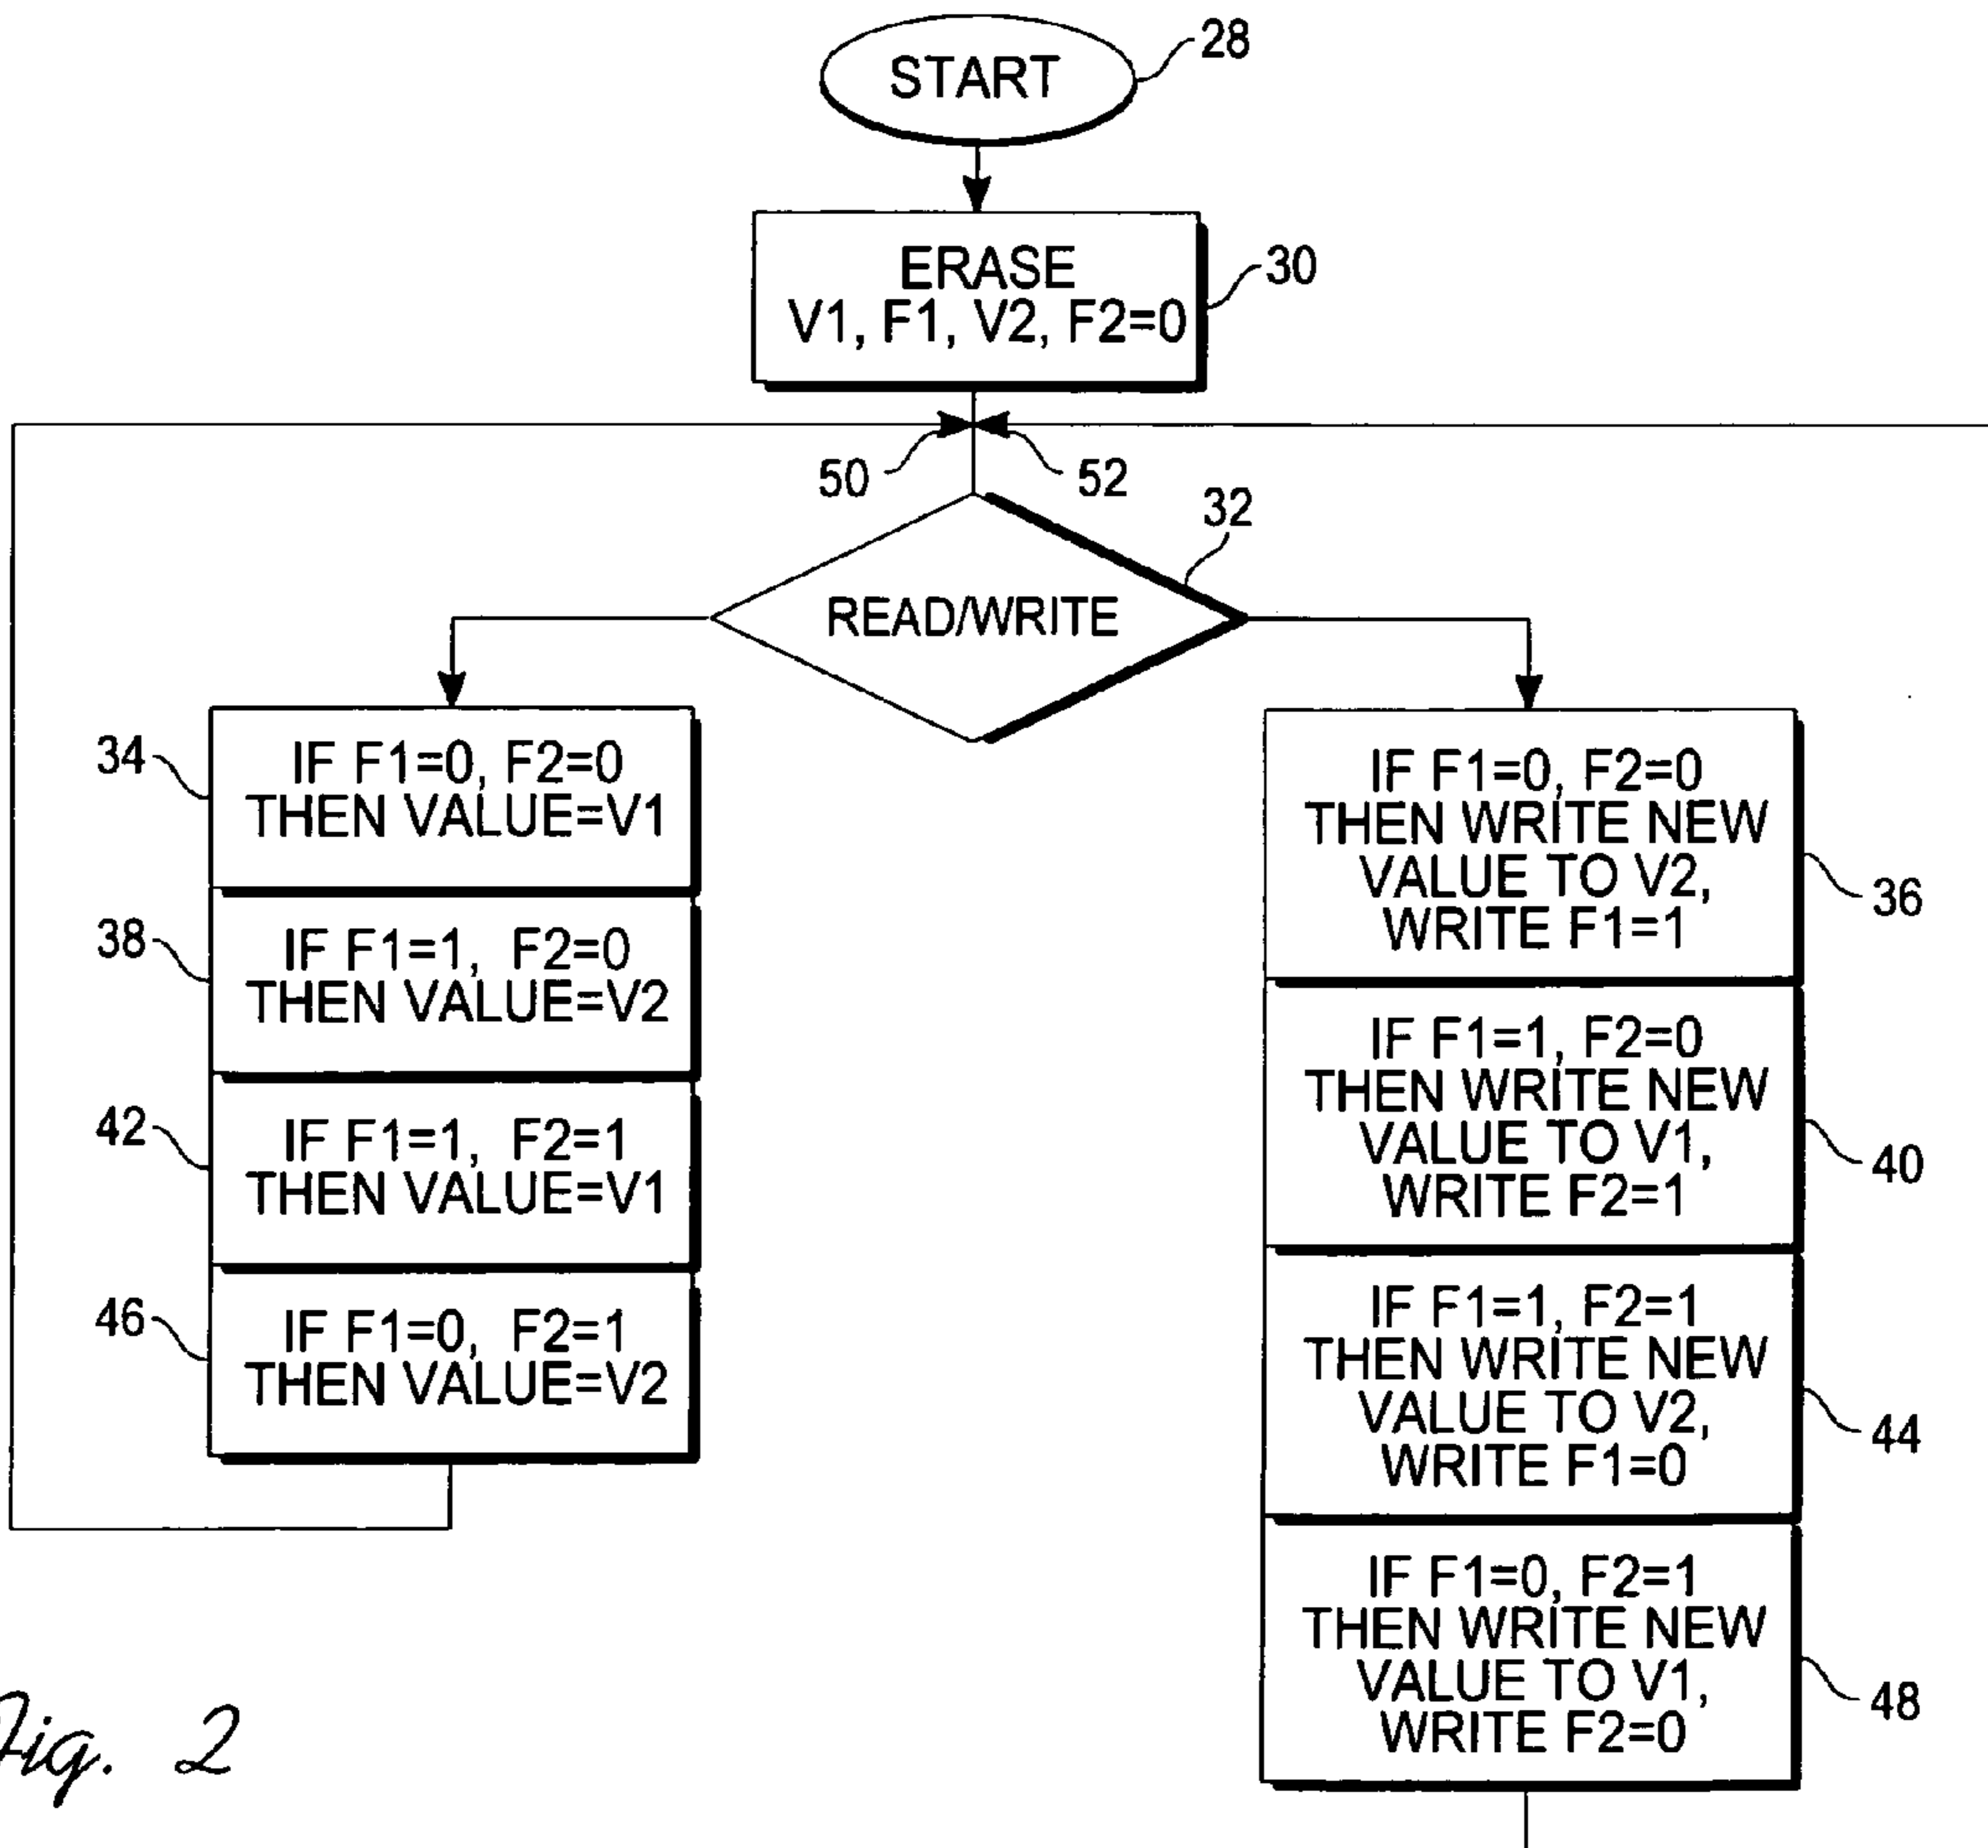 START
28
ERASE
V1, F1, V2, F2=0
30
50
52
32
READ/WRITE
34
IF F1=0, F2=0
THEN VALUE=V1
38
IF F1=1, F2=0
THEN VALUE=V2
42
IF F1=1, F2=1
THEN VALUE=V1
46
IF F1=0, F2=1
THEN VALUE=V2
IF F1=0, F2=0
THEN WRITE NEW
VALUE TO V2,
WRITE F1=1
36
IF F1=1, F2=0
THEN WRITE NEW
VALUE TO V1,
WRITE F2=1
40
IF F1=1, F2=1
THEN WRITE NEW
VALUE TO V2,
WRITE F1=0
44
IF F1=0, F2=1
THEN WRITE NEW
VALUE TO V1,
WRITE F2=0
48
Fig. 2